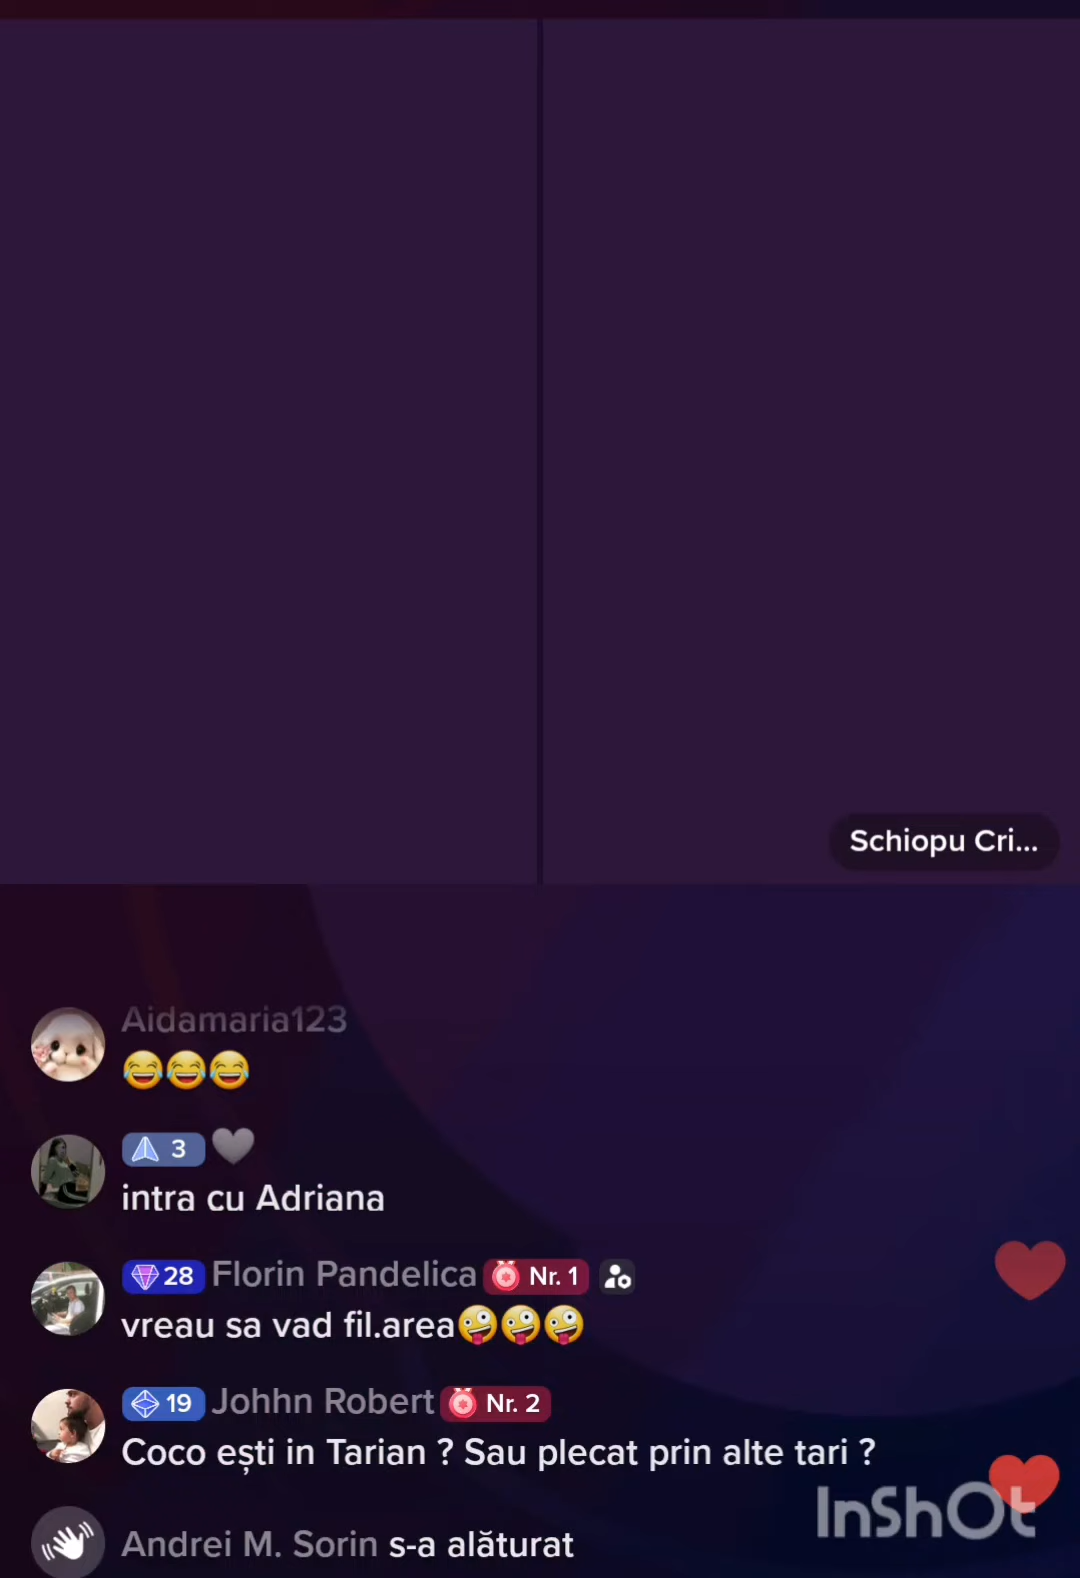 Schiopu Cri...
Aidamaria123
😂😂😂
3 🩶
intra cu Adriana
28 Florin Pandelica Nr. 1
vreau sa vad fil.area🤪🤪🤪
19 Johhn Robert Nr. 2
Coco ești in Tarian ? Sau plecat prin alte tari ?
InShOt
Andrei M. Sorin s-a alăturat